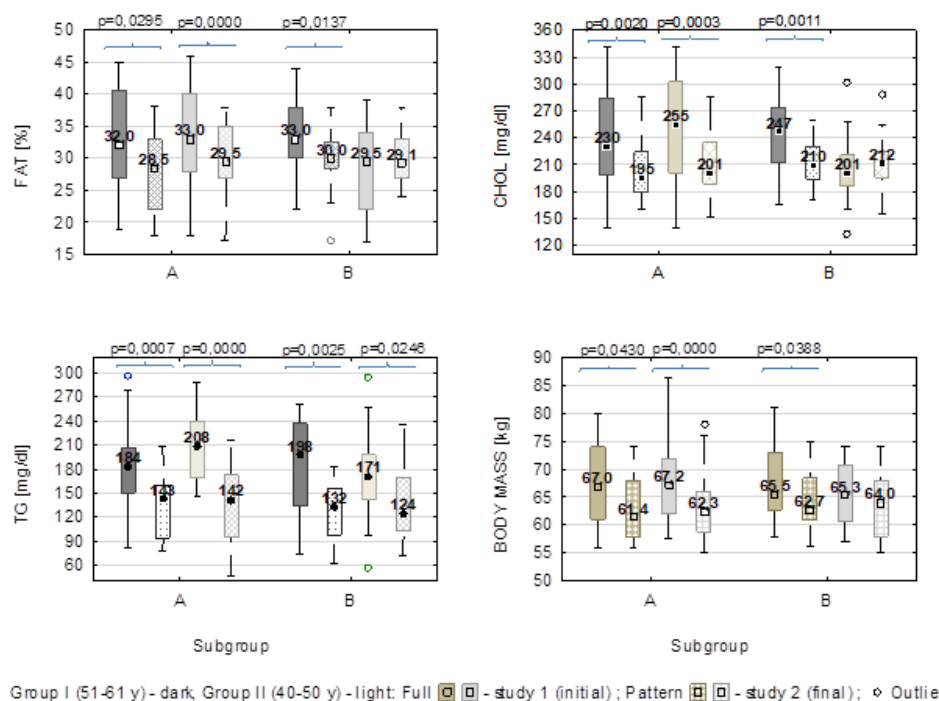 p=0,0295 p=0,0000 p=0,0137
50
45
40
35
30
25
20
15
FAT [%]
32.0 28.5 33.0 29.5 33.0 30.0 29.5 29.1
A B
p=0,0020 p=0,0003 p=0,0011
360
330
300
270
240
210
180
150
120
CHOL [mg/dl]
230 195 255 201 247 210 201 212
A B
p=0,0007 p=0,0000 p=0,0025 p=0,0246
300
270
240
210
180
150
120
90
60
TG [mg/dl]
184 143 208 142 198 132 171 124
A B
Subgroup
p=0,0430 p=0,0000 p=0,0388
90
85
80
75
70
65
60
55
50
BODY MASS [kg]
67.0 61.4 67.2 62.3 65.5 62.7 65.3 64.0
A B
Subgroup
Group I (51-61 y) - dark, Group II (40-50 y) - light: Full - study 1 (initial) ; Pattern - study 2 (final) ; Outlie